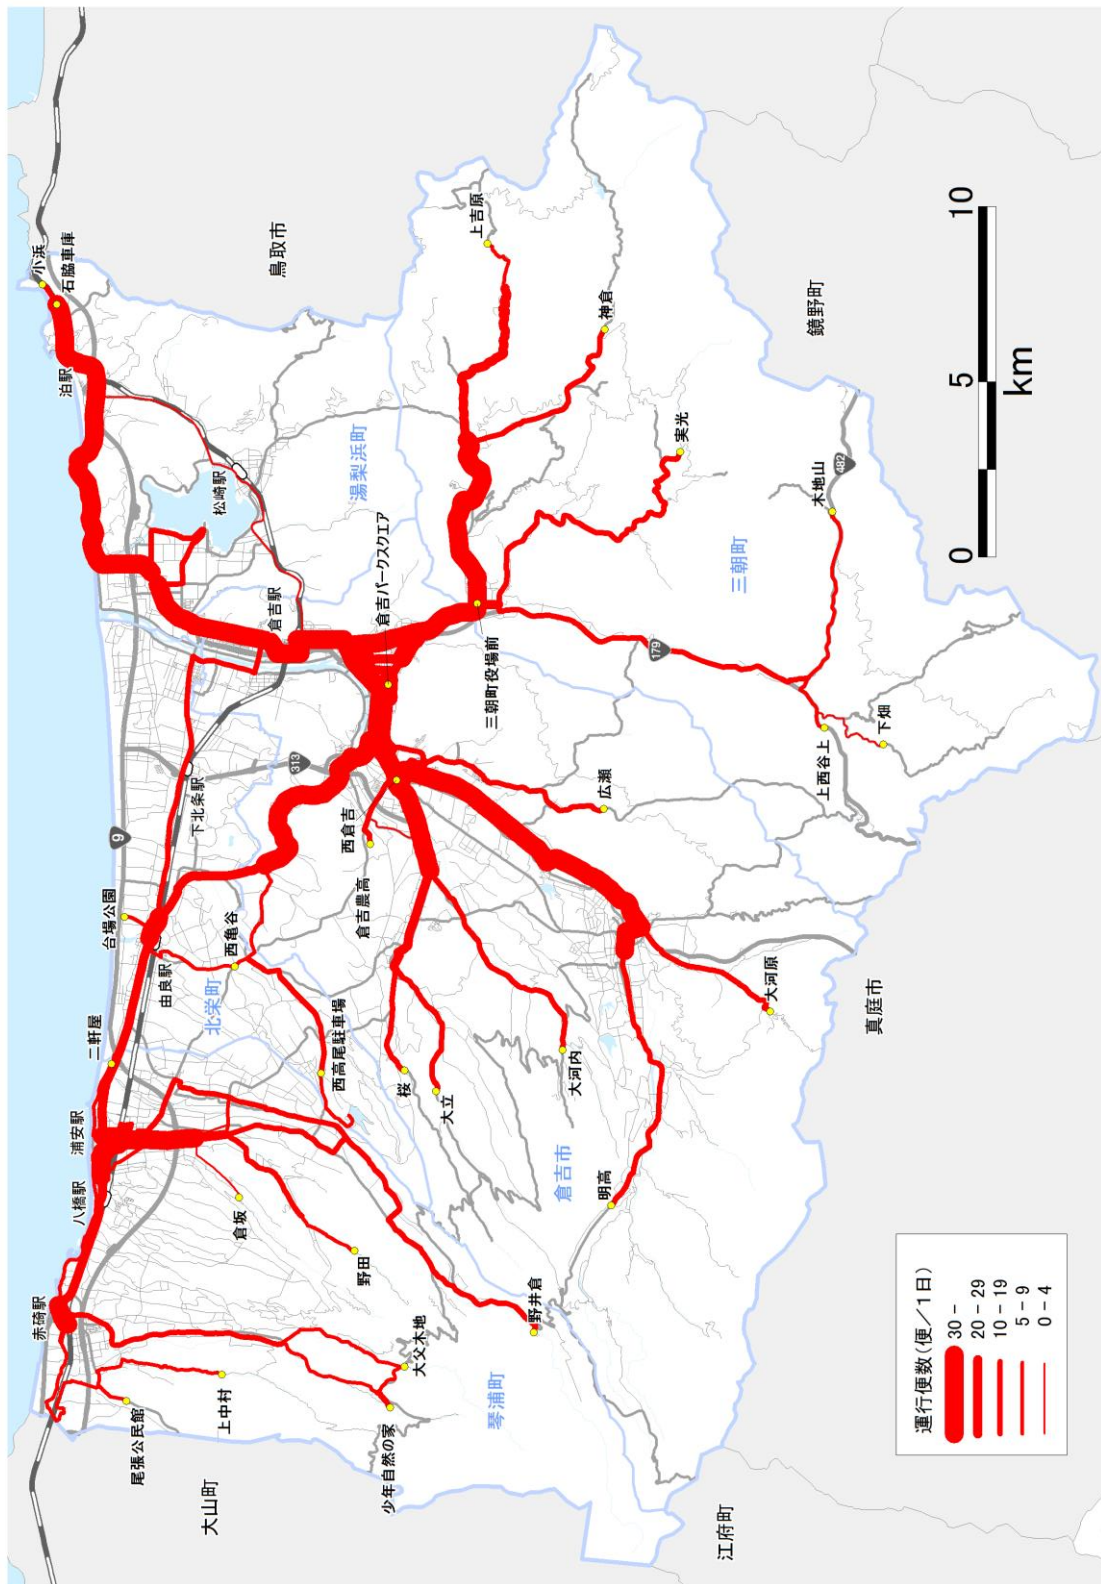 小浜
石脇車庫
泊駅
鳥取市
上吉原
神倉
鏡野町
湯梨浜町
松崎駅
倉吉駅
倉吉パークスクエア
三朝町役場前
実光
三朝町
木地山
482
179
上西谷上
下畑
広瀬
9
313
下北条駅
西倉吉
倉吉農高
台場公園
由良駅
西亀谷
北栄町
二軒屋
西高尾駐車場
桜
大立
大河内
大河原
真庭市
浦安駅
八橋駅
倉坂
野田
倉吉市
明高
野井倉
赤碕駅
大父木地
上中村
尾張公民館
少年自然の家
琴浦町
大山町
江府町
0
5
10
km
運行便数(便/1日)
30 -
20 - 29
10 - 19
5 - 9
0 - 4